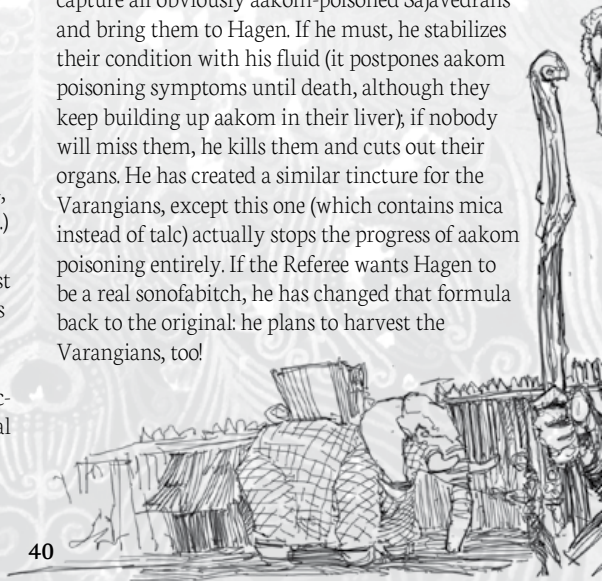 capture all obviously aakom-poisoned Sajavedrans
and bring them to Hagen. If he must, he stabilizes
their condition with his fluid (it postpones aakom
poisoning symptoms until death, although they
keep building up aakom in their liver); if nobody
will miss them, he kills them and cuts out their
organs. He has created a similar tincture for the
Varangians, except this one (which contains mica
instead of talc) actually stops the progress of aakom
poisoning entirely. If the Referee wants Hagen to
be a real sonofabitch, he has changed that formula
back to the original: he plans to harvest the
Varangians, too!
40